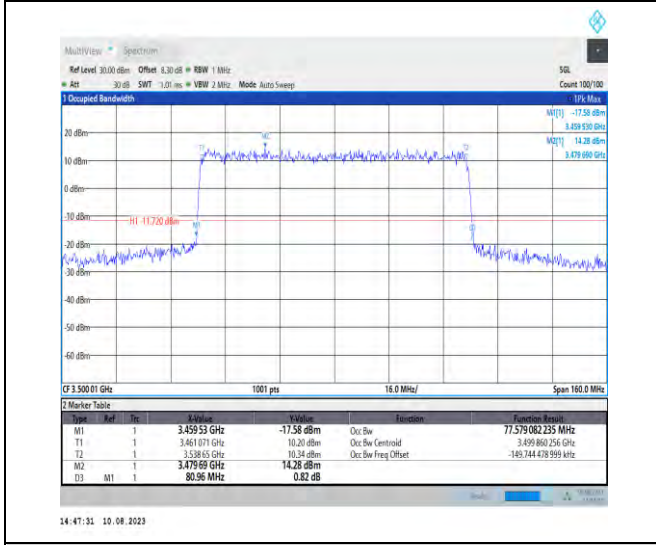 MultiView Spectrum
Ref Level 30.00 dBm Offset 8.30 dB RBW 1 MHz SGL
Att 30 dB SWT 1.01 ms VBW 2 MHz Mode Auto Sweep Count 100/100
1 Occupied Bandwidth 1Pk Max
M1[1] -17.58 dBm
3.459 530 GHz
M2[1] 14.28 dBm
3.479 690 GHz
20 dBm
M2
T1 T2
10 dBm
0 dBm
-10 dBm
H1 -11.720 dBm
M1
-20 dBm
-30 dBm
-40 dBm
-50 dBm
-60 dBm
CF 3.500 01 GHz 1001 pts 16.0 MHz/ Span 160.0 MHz
2 Marker Table
Type Ref Trc X-Value Y-Value Function Function Result
M1 1 3.459 53 GHz -17.58 dBm Occ Bw 77.579 082 235 MHz
T1 1 3.461 071 GHz 10.20 dBm Occ Bw Centroid 3.499 860 256 GHz
T2 1 3.538 65 GHz 10.34 dBm Occ Bw Freq Offset -149.744 478 999 kHz
M2 1 3.479 69 GHz 14.28 dBm
D3 M1 1 80.96 MHz 0.82 dB
14:47:31 10.08.2023